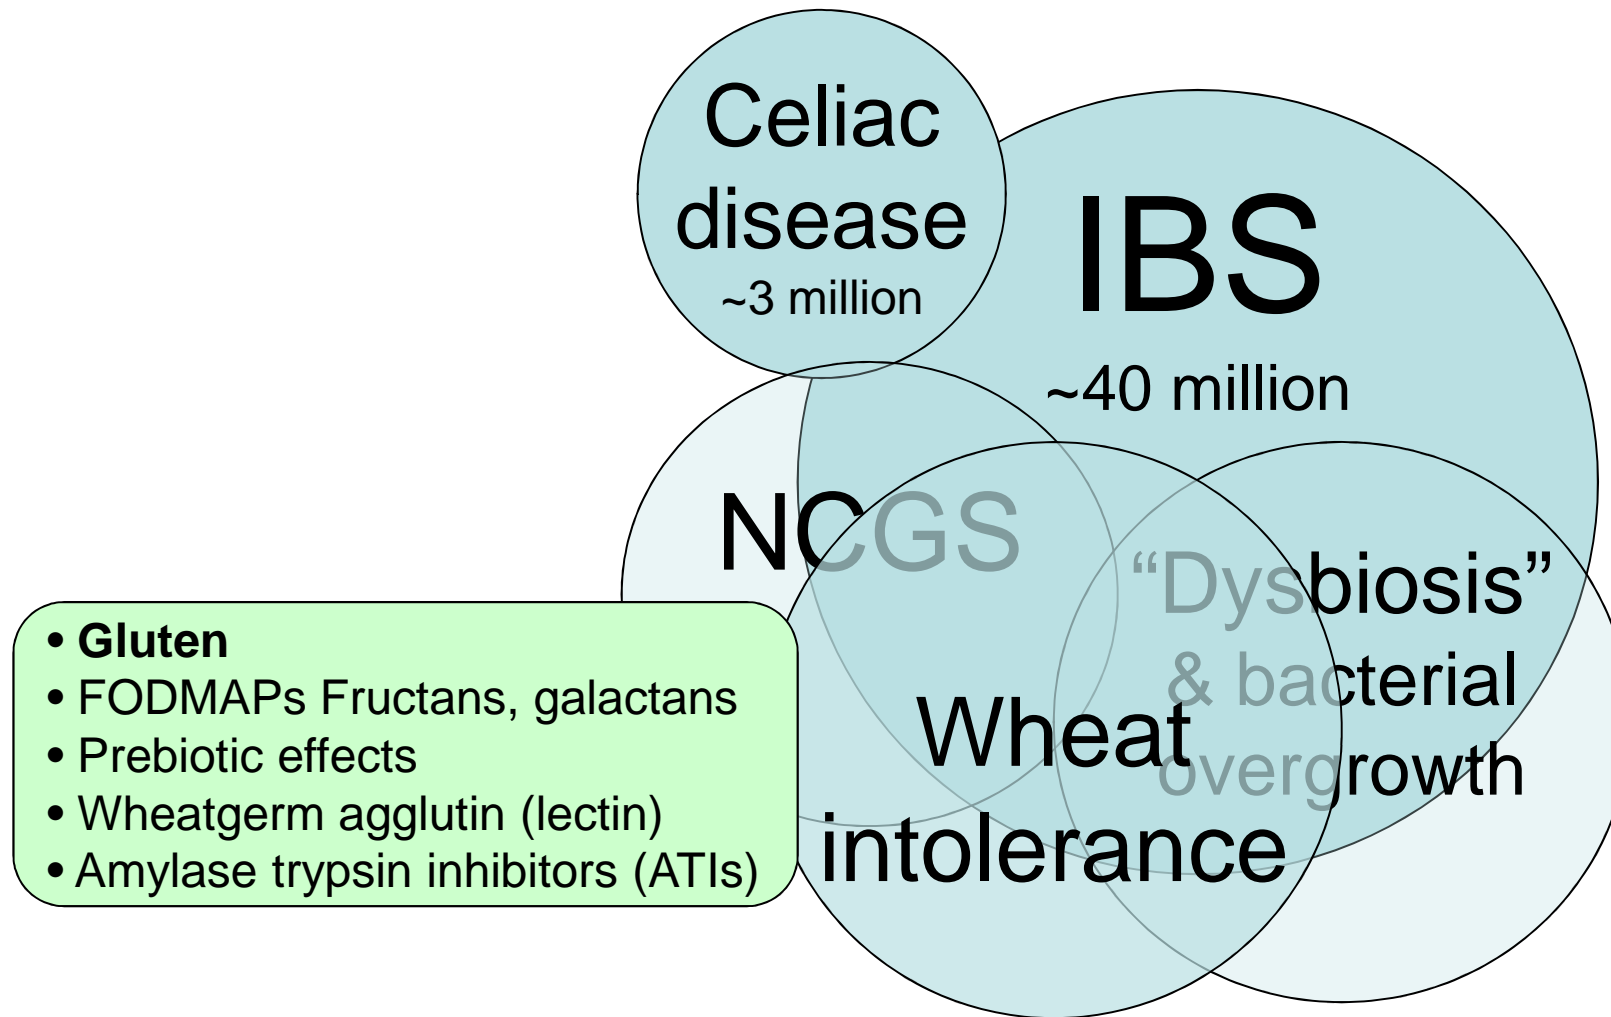 Celiac
disease
~3 million
IBS
~40 million
NCGS
“Dysbiosis”
& bacterial
overgrowth
Wheat
intolerance
• Gluten
• FODMAPs Fructans, galactans
• Prebiotic effects
• Wheatgerm agglutin (lectin)
• Amylase trypsin inhibitors (ATIs)